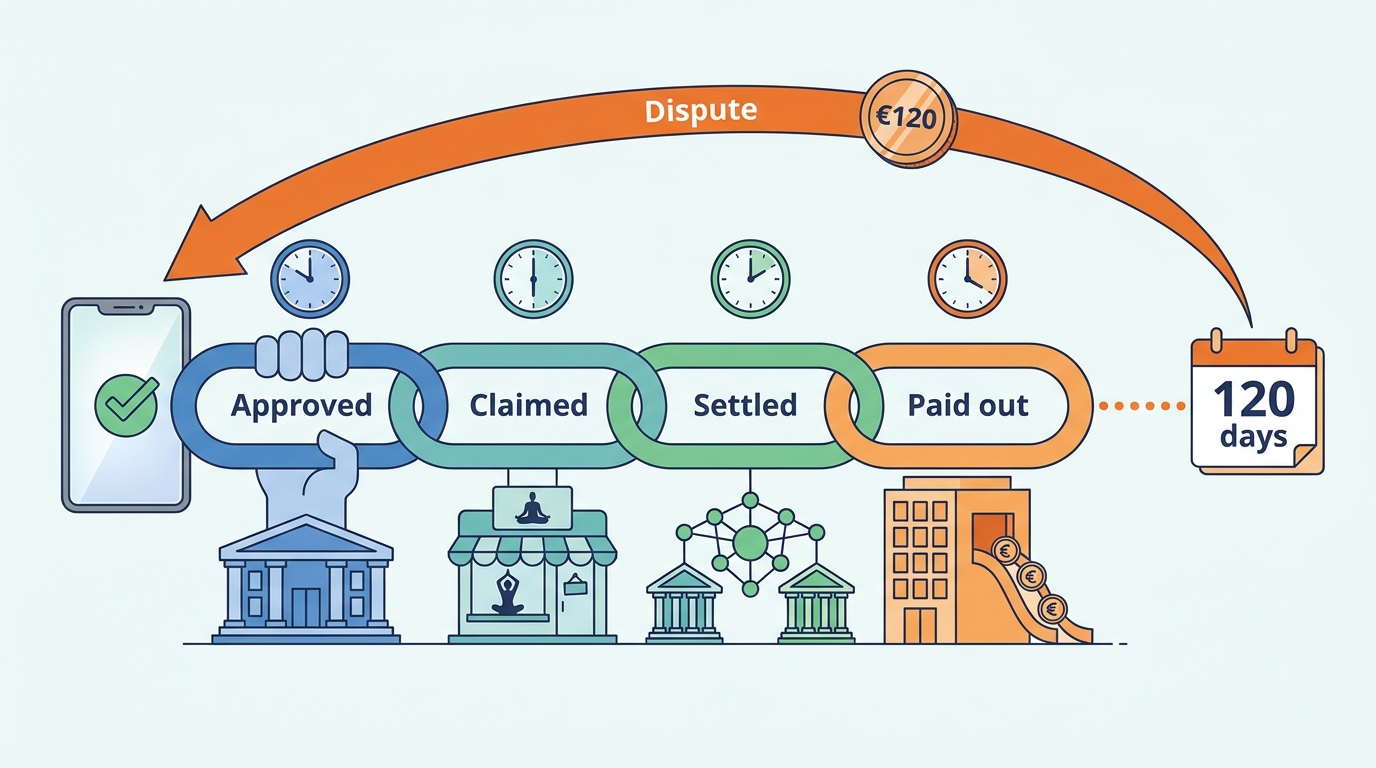 Dispute
€120
Approved
Claimed
Settled
Paid out
120
days
€
€
€